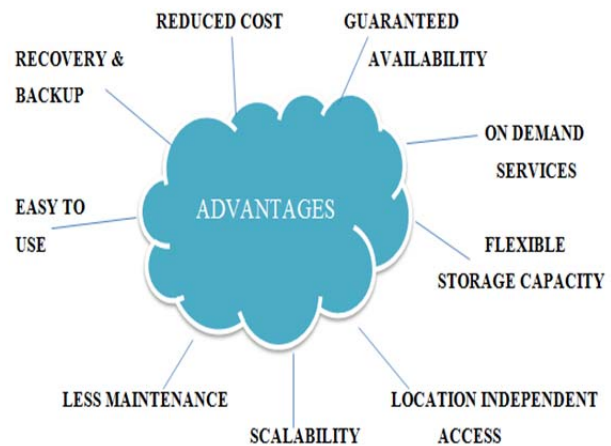 REDUCED COST
GUARANTEED
AVAILABILITY
RECOVERY &
BACKUP
ON DEMAND
SERVICES
ADVANTAGES
EASY TO
USE
FLEXIBLE
STORAGE CAPACITY
LESS MAINTENANCE
LOCATION INDEPENDENT
ACCESS
SCALABILITY